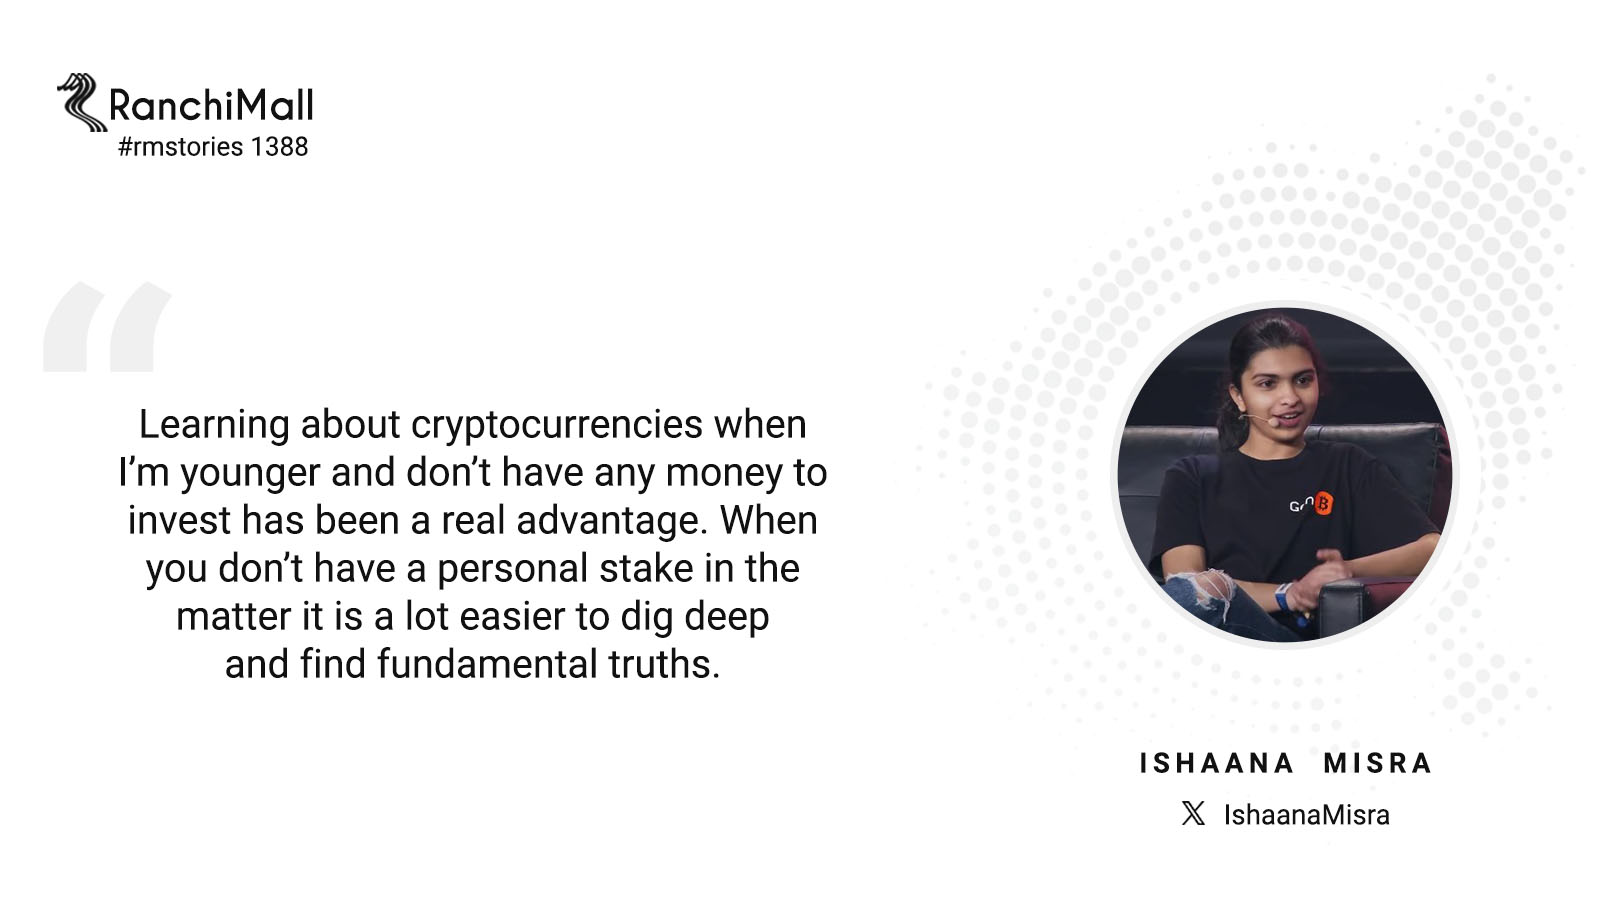 RanchiMall
#rmstories 1388
“
Learning about cryptocurrencies when
I’m younger and don’t have any money to
invest has been a real advantage. When
you don’t have a personal stake in the
matter it is a lot easier to dig deep
and find fundamental truths.
ISHAANA MISRA
X IshaanaMisra